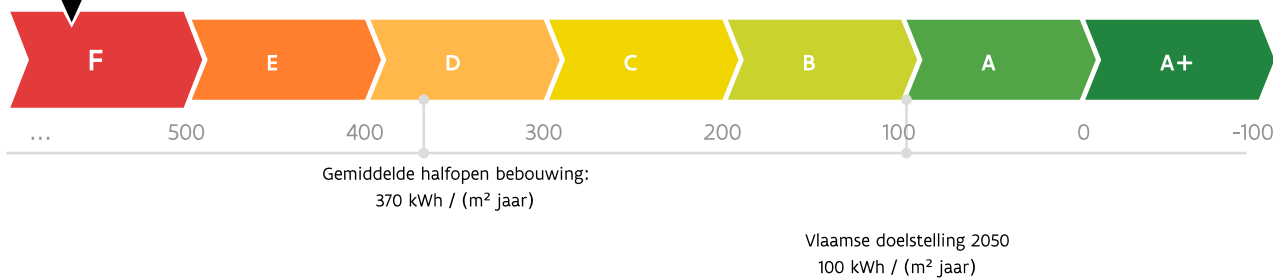 F E D C B A A+
... 500 400 300 200 100 0 -100
Gemiddelde halfopen bebouwing:
370 kWh / (m² jaar)
Vlaamse doelstelling 2050
100 kWh / (m² jaar)